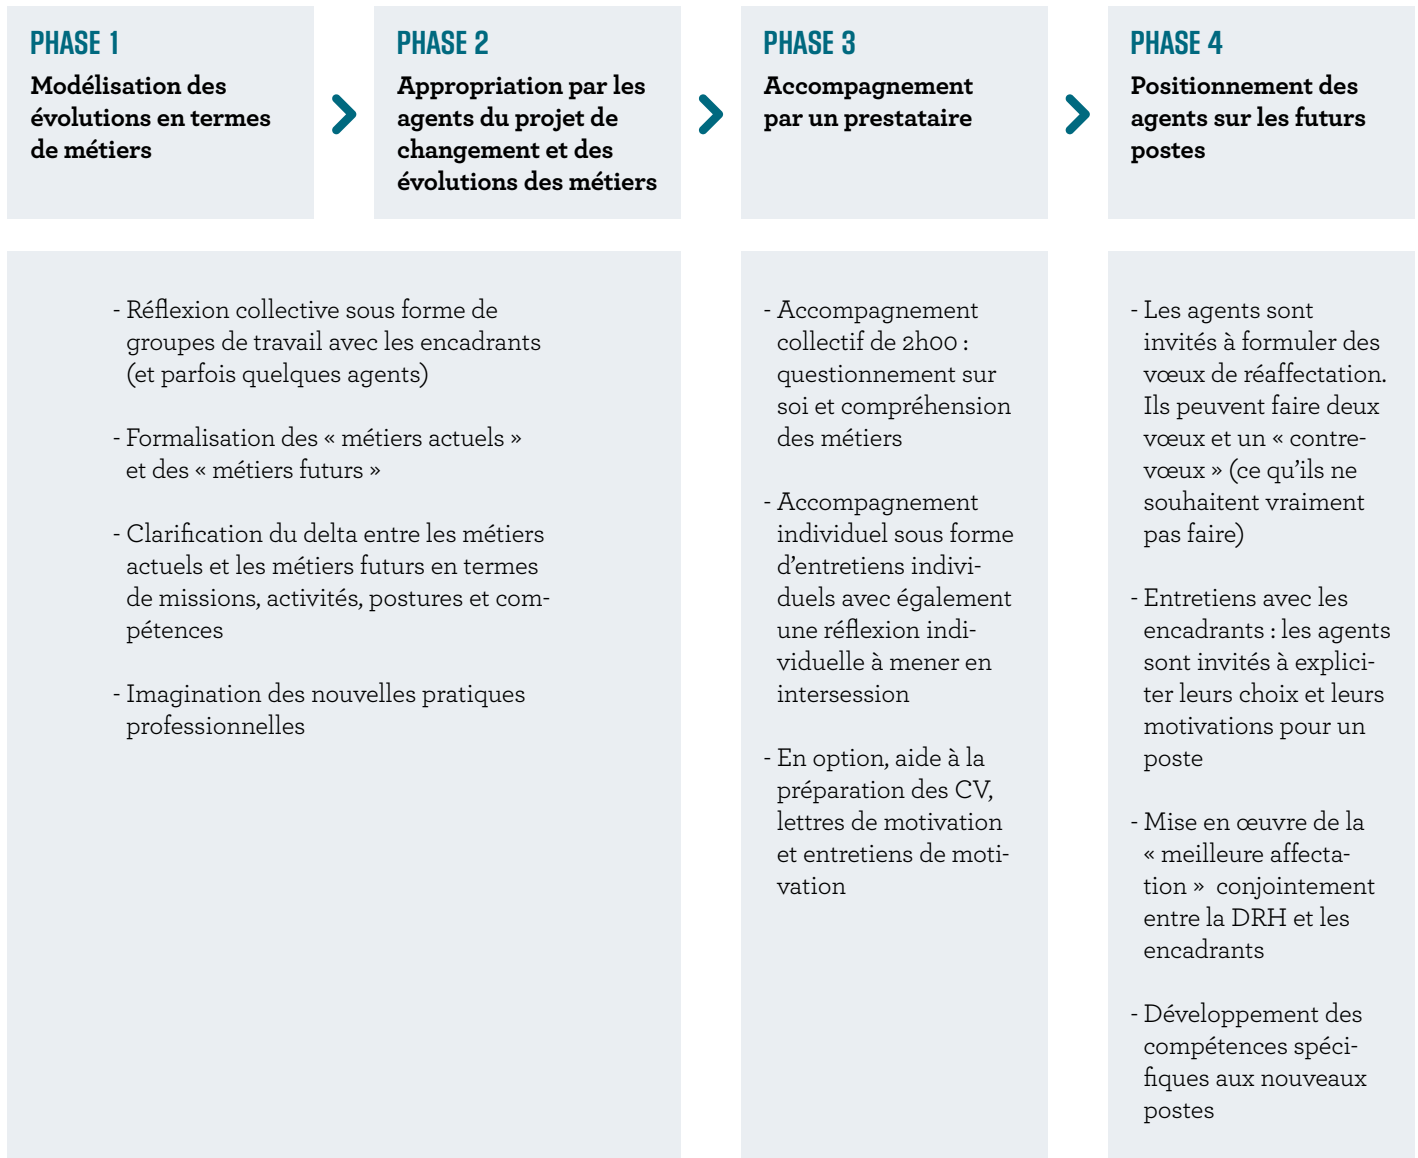 PHASE 1
Modélisation des
évolutions en termes
de métiers
PHASE 2
Appropriation par les
agents du projet de
changement et des
évolutions des métiers
PHASE 3
Accompagnement
par un prestataire
PHASE 4
Positionnement des
agents sur les futurs
postes
- Réflexion collective sous forme de
groupes de travail avec les encadrants
(et parfois quelques agents)
- Formalisation des « métiers actuels »
et des « métiers futurs »
- Clarification du delta entre les métiers
actuels et les métiers futurs en termes
de missions, activités, postures et com-
pétences
- Imagination des nouvelles pratiques
professionnelles
- Accompagnement
collectif de 2h00 :
questionnement sur
soi et compréhension
des métiers
- Accompagnement
individuel sous forme
d’entretiens indivi-
duels avec également
une réflexion indi-
viduelle à mener en
intersession
- En option, aide à la
préparation des CV,
lettres de motivation
et entretiens de moti-
vation
- Les agents sont
invités à formuler des
vœux de réaffectation.
Ils peuvent faire deux
vœux et un « contre-
vœux » (ce qu’ils ne
souhaitent vraiment
pas faire)
- Entretiens avec les
encadrants : les agents
sont invités à explici-
ter leurs choix et leurs
motivations pour un
poste
- Mise en œuvre de la
« meilleure affecta-
tion » conjointement
entre la DRH et les
encadrants
- Développement des
compétences spéci-
fiques aux nouveaux
postes